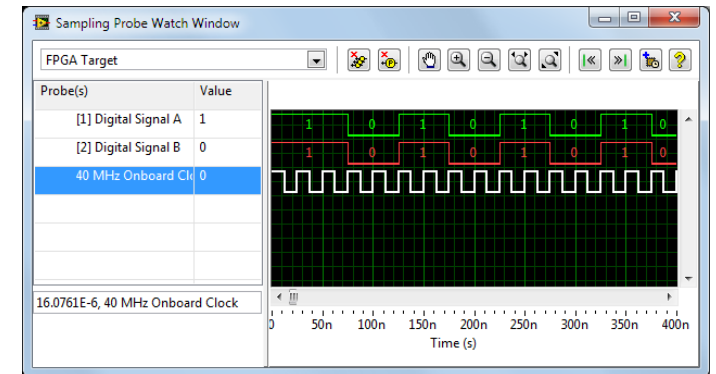 Sampling Probe Watch Window
FPGA Target
Probe(s) Value
[1] Digital Signal A 1
[2] Digital Signal B 0
40 MHz Onboard Clo 0
1 0 1 0 1 0 1 0
1 0 1 0 1 0 1 0
16.0761E-6, 40 MHz Onboard Clock
0 50n 100n 150n 200n 250n 300n 350n 400n
Time (s)